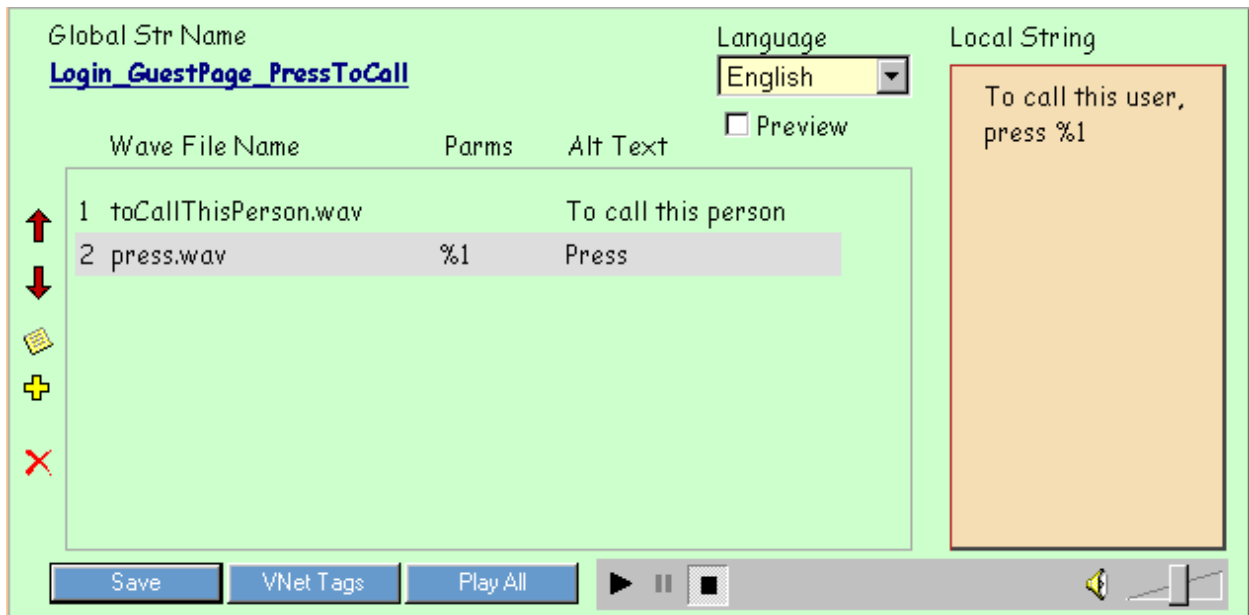 Global Str Name
Login_GuestPage_PressToCall
Language
English
Preview
Local String
To call this user,
press %1
Wave File Name Parms Alt Text
1 toCallThisPerson.wav To call this person
2 press.wav %1 Press
Save VNet Tags Play All